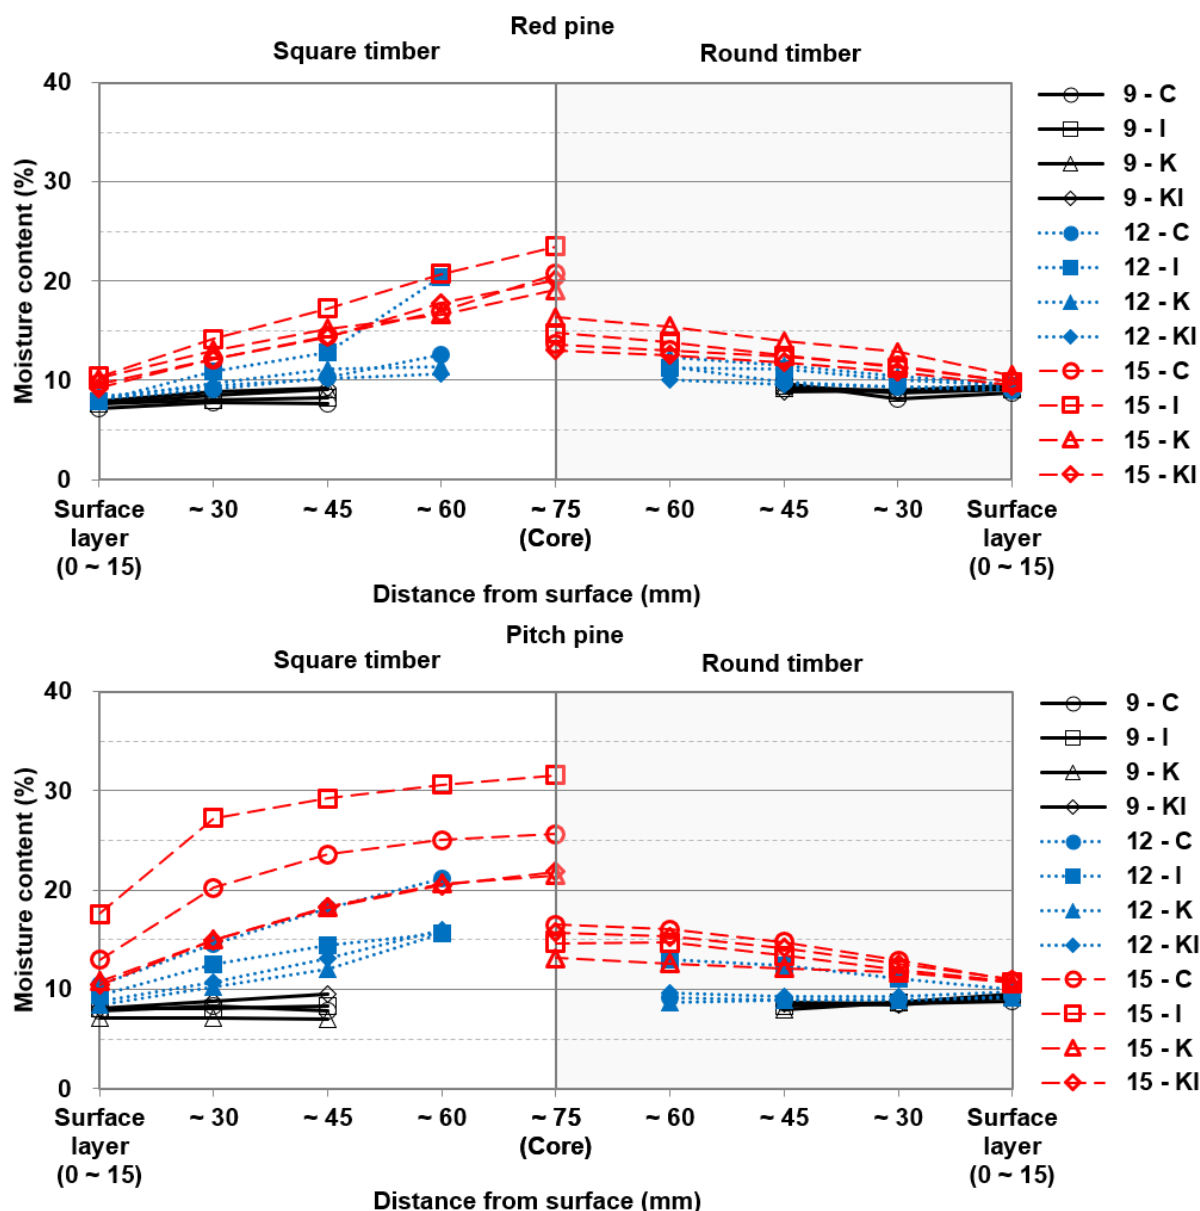 Red pine
Square timber
Round timber
Moisture content (%)
40
30
20
10
0
Surface layer (0 ~ 15)
~ 30
~ 45
~ 60
~ 75 (Core)
~ 60
~ 45
~ 30
Surface layer (0 ~ 15)
Distance from surface (mm)
9 - C
9 - I
9 - K
9 - KI
12 - C
12 - I
12 - K
12 - KI
15 - C
15 - I
15 - K
15 - KI
Pitch pine
Square timber
Round timber
Moisture content (%)
40
30
20
10
0
Surface layer (0 ~ 15)
~ 30
~ 45
~ 60
~ 75 (Core)
~ 60
~ 45
~ 30
Surface layer (0 ~ 15)
Distance from surface (mm)
9 - C
9 - I
9 - K
9 - KI
12 - C
12 - I
12 - K
12 - KI
15 - C
15 - I
15 - K
15 - KI